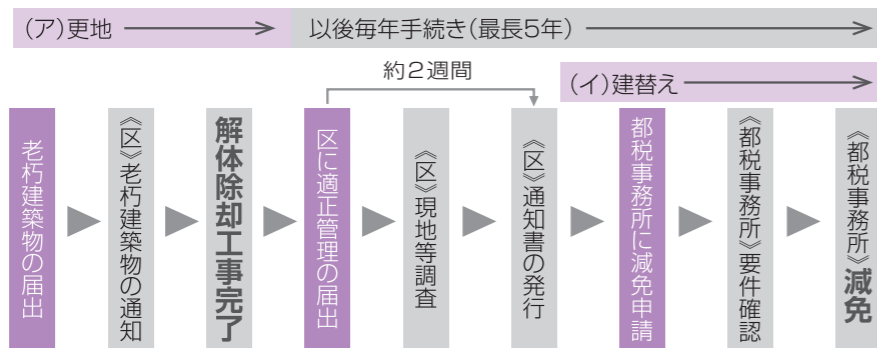 (ア)更地
以後毎年手続き(最長5年)
約2週間
(イ)建替え
老朽建築物の届出
《区》老朽建築物の通知
解体除却工事完了
区に適正管理の届出
《区》現地等調査
《区》通知書の発行
都税事務所に減免申請
《都税事務所》要件確認
《都税事務所》減免